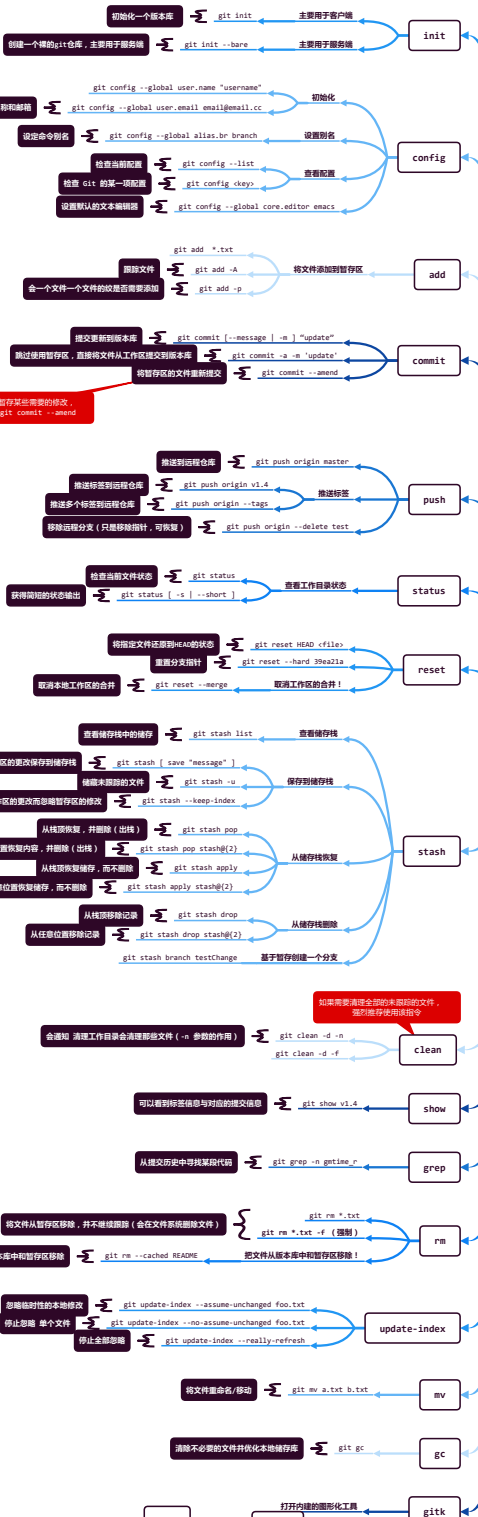 初始化一个版本库 git init 主要用于客户端
init
创建一个裸的git仓库，主要用于服务端 git init --bare 主要用于服务端
git config --global user.name "username"
初始化
称和邮箱 git config --global user.email email@email.cc
设定命令别名 git config --global alias.br branch 设置别名
config
检查当前配置 git config --list
查看配置
检查 Git 的某一项配置 git config <key>
设置默认的文本编辑器 git config --global core.editor emacs
git add *.txt
跟踪文件 git add -A 将文件添加到暂存区 add
会一个文件一个文件的纹是否需要添加 git add -p
提交更新到版本库 git commit [--message | -m ] “update”
跳过使用暂存区，直接将文件从工作区提交到版本库 git commit -a -m 'update' commit
将暂存区的文件重新提交 git commit --amend
暂存某些需要的修改，
git commit --amend
推送到远程仓库 git push origin master
推送标签到远程仓库 git push origin v1.4
推送标签 push
推送多个标签到远程仓库 git push origin --tags
移除远程分支（只是移除指针，可恢复） git push origin --delete test
检查当前文件状态 git status
查看工作目录状态 status
获得简短的状态输出 git status [ -s | --short ]
将指定文件还原到HEAD的状态 git reset HEAD <file>
重置分支指针 git reset --hard 39ea21a
reset
取消本地工作区的合并 git reset --merge 取消工作区的合并！
查看储存栈中的储存 git stash list 查看储存栈
区的更改保存到储存栈 git stash [ save "message" ]
储藏未跟踪的文件 git stash -u 保存到储存栈
区的更改而忽略暂存区的修改 git stash --keep-index
从栈顶恢复，并删除（出栈） git stash pop
置恢复内容，并删除（出栈） git stash pop stash@{2}
从储存栈恢复 stash
从栈顶恢复储存，而不删除 git stash apply
位置恢复储存，而不删除 git stash apply stash@{2}
从栈顶移除记录 git stash drop
从储存栈删除
从任意位置移除记录 git stash drop stash@{2}
git stash branch testChange 基于暂存创建一个分支
如果需要清理全部的未跟踪的文件，
强烈推荐使用该指令
会通知 清理工作目录会清理那些文件（-n 参数的作用） git clean -d -n
clean
git clean -d -f
可以看到标签信息与对应的提交信息 git show v1.4 show
从提交历史中寻找某段代码 git grep -n gmtime_r grep
git rm *.txt
将文件从暂存区移除，并不继续跟踪（会在文件系统删除文件）
git rm *.txt -f （强制）
rm
本库中和暂存区移除 git rm --cached README 把文件从版本库中和暂存区移除！
忽略临时性的本地修改 git update-index --assume-unchanged foo.txt
停止忽略 单个文件 git update-index --no-assume-unchanged foo.txt
update-index
停止全部忽略 git update-index --really-refresh
将文件重命名/移动 git mv a.txt b.txt mv
清除不必要的文件并优化本地储存库 git gc gc
打开内建的图形化工具 gitk